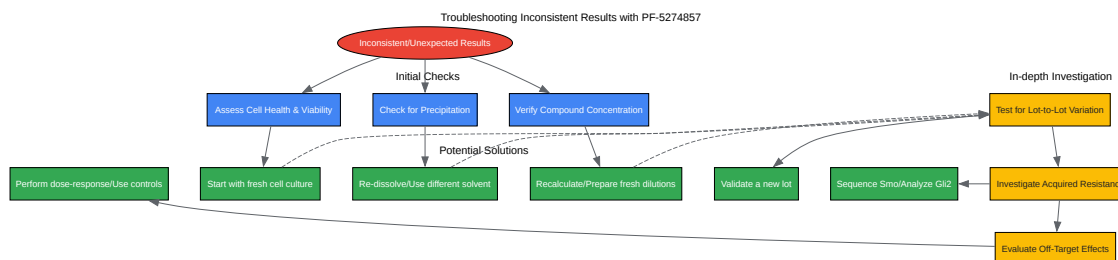 Troubleshooting Inconsistent Results with PF-5274857
Inconsistent/Unexpected Results
Initial Checks
In-depth Investigation
Assess Cell Health & Viability
Check for Precipitation
Verify Compound Concentration
Test for Lot-to-Lot Variation
Potential Solutions
Perform dose-response/Use controls
Start with fresh cell culture
Re-dissolve/Use different solvent
Recalculate/Prepare fresh dilutions
Validate a new lot
Sequence Smo/Analyze Gli2
Investigate Acquired Resistance
Evaluate Off-Target Effects